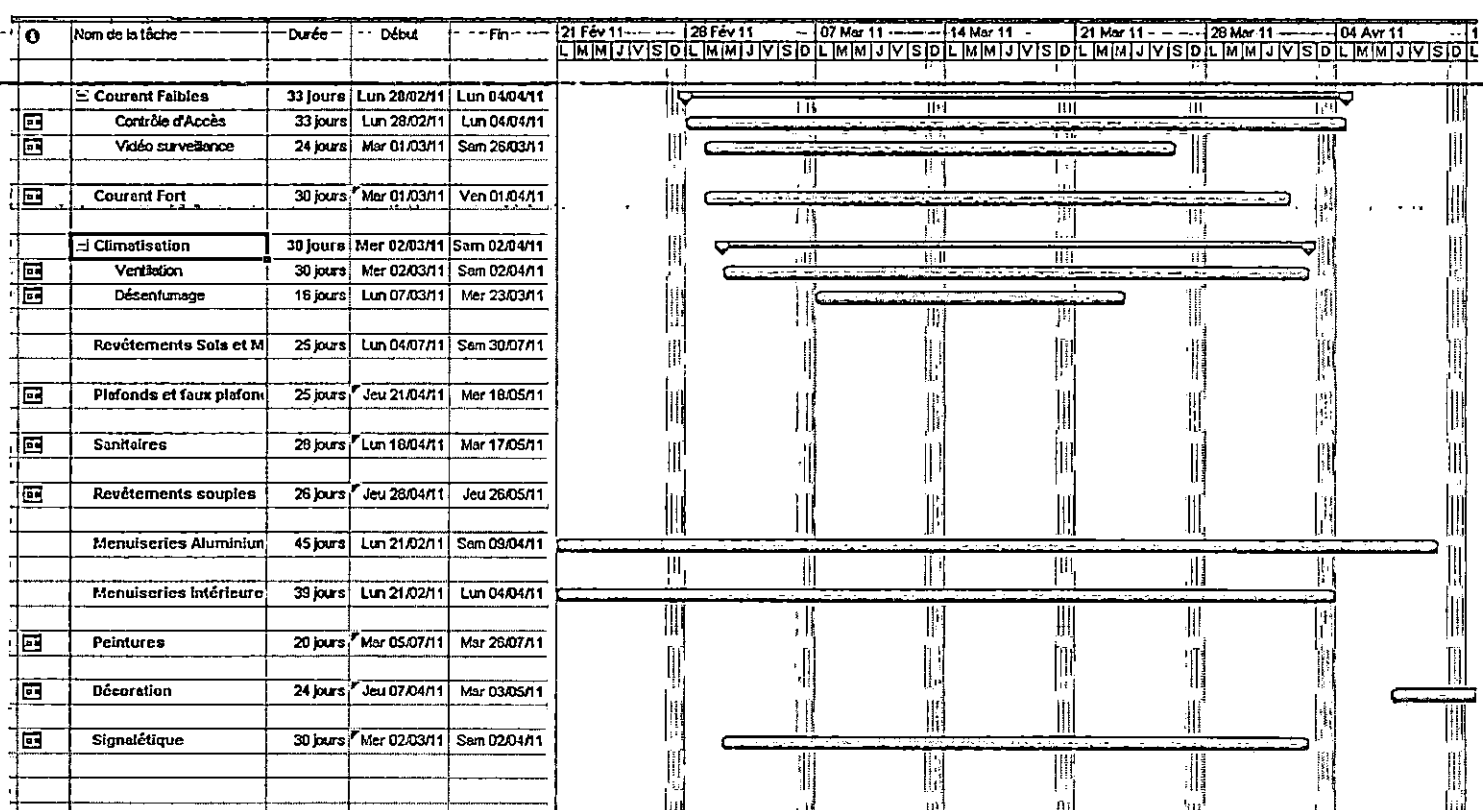 Nom de la tâche Durée Début Fin 21 Fév 11 28 Fév 11 07 Mar 11 14 Mar 11 21 Mar 11 28 Mar 11 04 Avr 11 1
L M M J V S D L M M J V S D L M M J V S D L M M J V S D L M M J V S D L M M J V S D L M M J V S D L
Courant Faibles 33 jours Lun 28/02/11 Lun 04/04/11
Contrôle d'Accès 33 jours Lun 28/02/11 Lun 04/04/11
Vidéo surveillance 24 jours Mar 01/03/11 Sam 26/03/11
Courant Fort 30 jours Mar 01/03/11 Ven 01/04/11
Climatisation 30 jours Mer 02/03/11 Sam 02/04/11
Ventilation 30 jours Mer 02/03/11 Sam 02/04/11
Désenfumage 16 jours Lun 07/03/11 Mer 23/03/11
Revêtements Sols et M 25 jours Lun 04/07/11 Sam 30/07/11
Plafonds et faux plafon 25 jours Jeu 21/04/11 Mer 18/05/11
Sanitaires 28 jours Lun 18/04/11 Mar 17/05/11
Revêtements souples 26 jours Jeu 28/04/11 Jeu 26/05/11
Menuiseries Aluminiun 45 jours Lun 21/02/11 Sam 09/04/11
Menuiseries Intérieure 39 jours Lun 21/02/11 Lun 04/04/11
Peintures 20 jours Mar 05/07/11 Mar 26/07/11
Décoration 24 jours Jeu 07/04/11 Mar 03/05/11
Signalétique 30 jours Mer 02/03/11 Sam 02/04/11